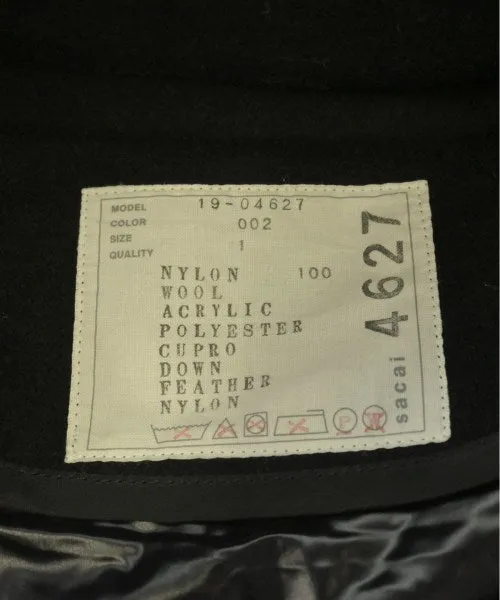 MODEL 19-04627
COLOR 002
SIZE 1
QUALITY
NYLON 100
WOOL
ACRYLIC
POLYESTER
CUPRO
DOWN
FEATHER
NYLON
P W
sacai 4627